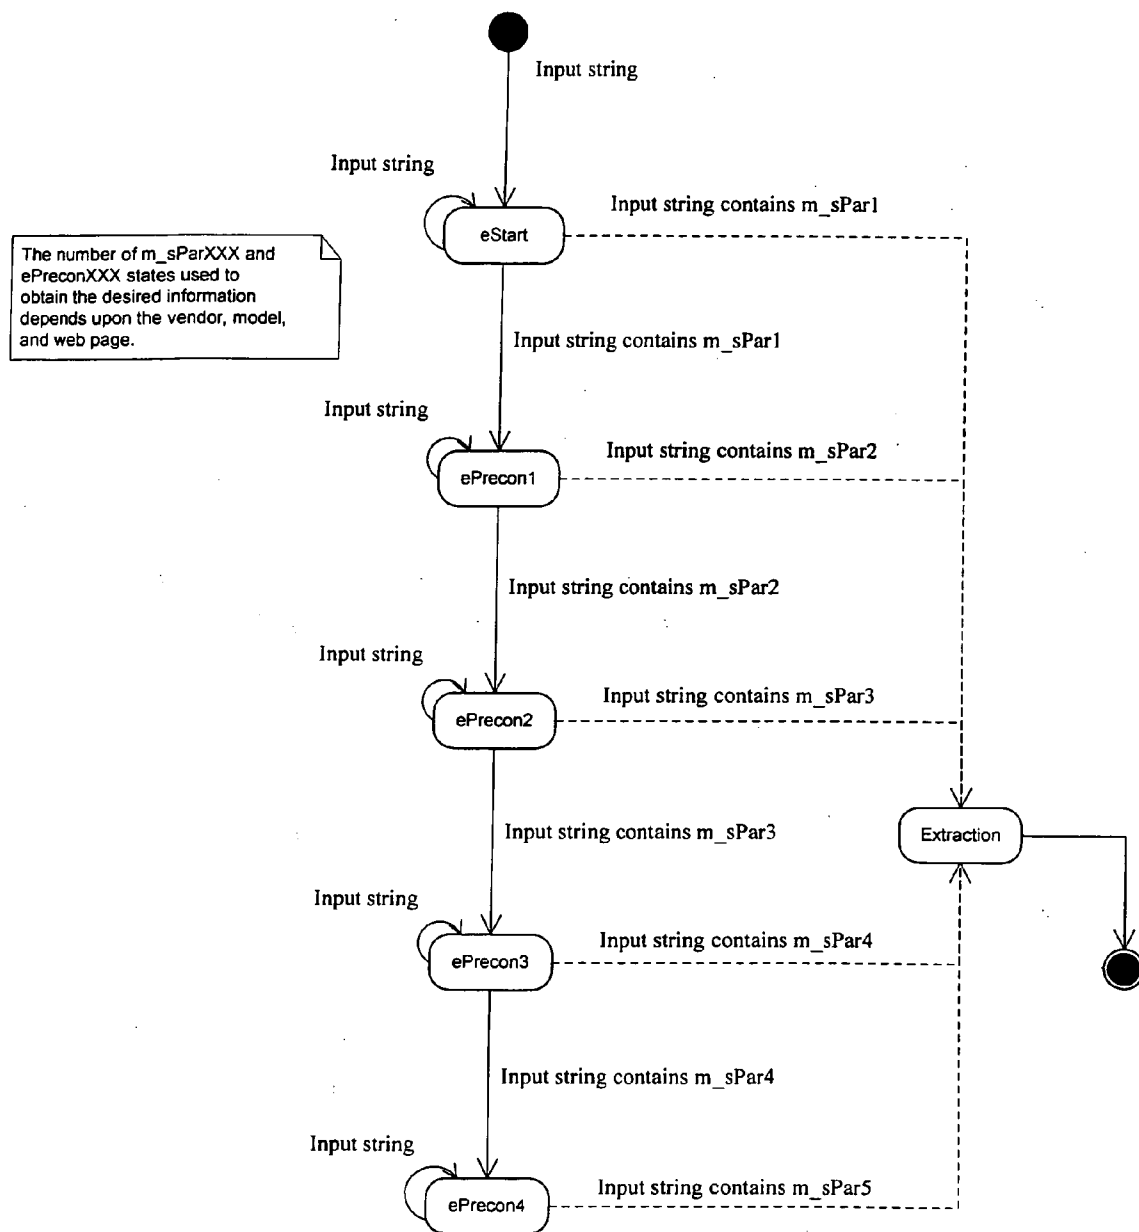 Input string
Input string
Input string contains m_sPar1
eStart
The number of m_sParXXX and
ePreconXXX states used to
obtain the desired information
depends upon the vendor, model,
and web page.
Input string contains m_sPar1
Input string
Input string contains m_sPar2
ePrecon1
Input string contains m_sPar2
Input string
Input string contains m_sPar3
ePrecon2
Input string contains m_sPar3
Extraction
Input string
Input string contains m_sPar4
ePrecon3
Input string contains m_sPar4
Input string
Input string contains m_sPar5
ePrecon4